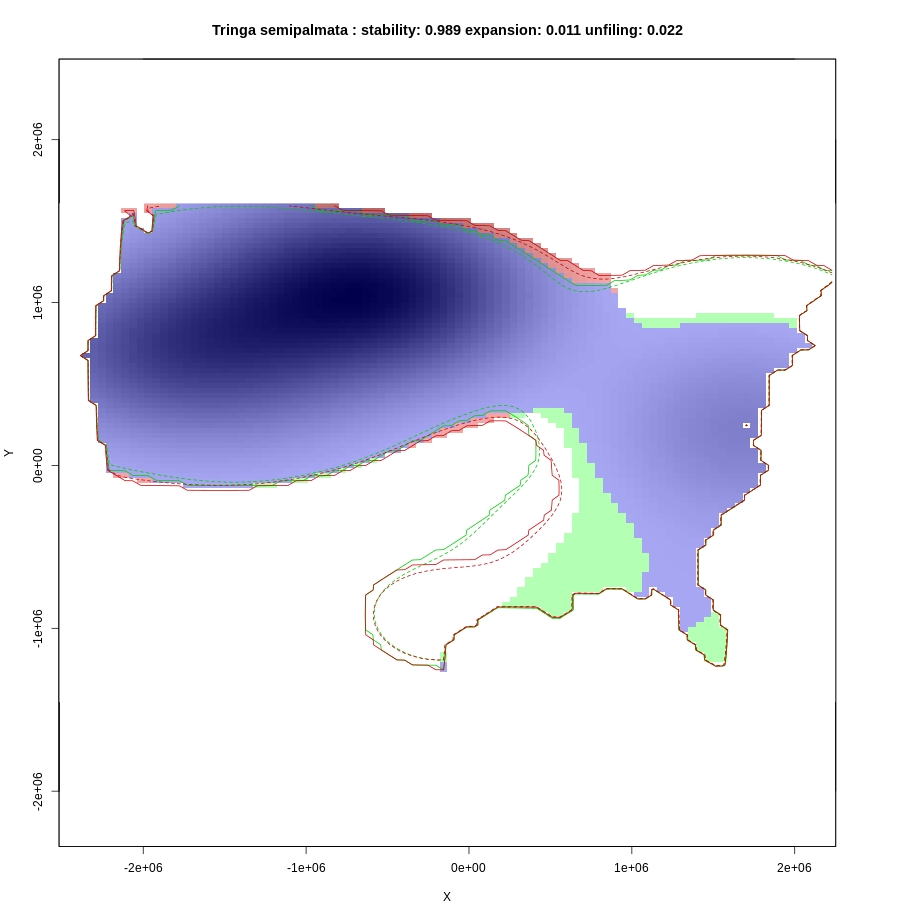 Tringa semipalmata : stability: 0.989 expansion: 0.011 unfiling: 0.022
2e+06
1e+06
0e+00
-1e+06
-2e+06
Y
-2e+06 -1e+06 0e+00 1e+06 2e+06
X